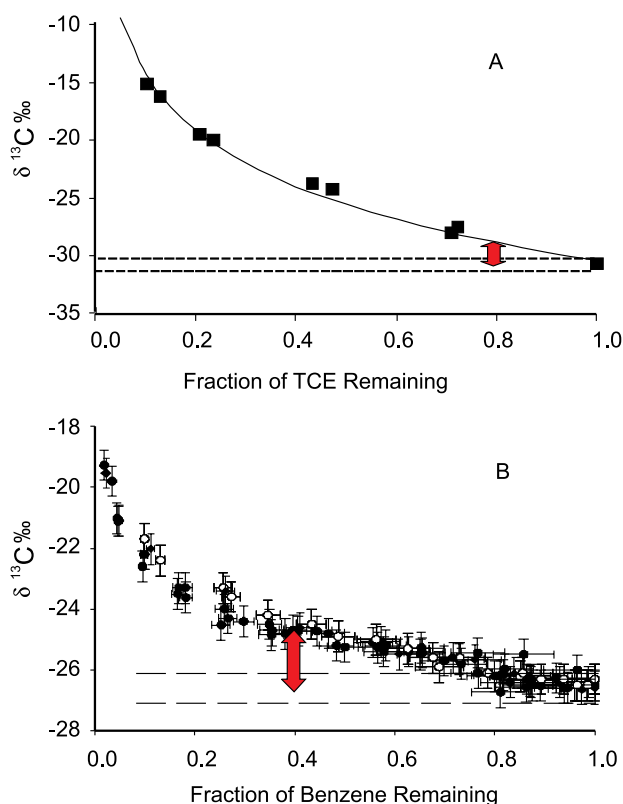 A
δ 13C ‰
-10
-15
-20
-25
-30
-35
0.0 0.2 0.4 0.6 0.8 1.0
Fraction of TCE Remaining
B
δ 13C ‰
-18
-20
-22
-24
-26
-28
0.0 0.2 0.4 0.6 0.8 1.0
Fraction of Benzene Remaining